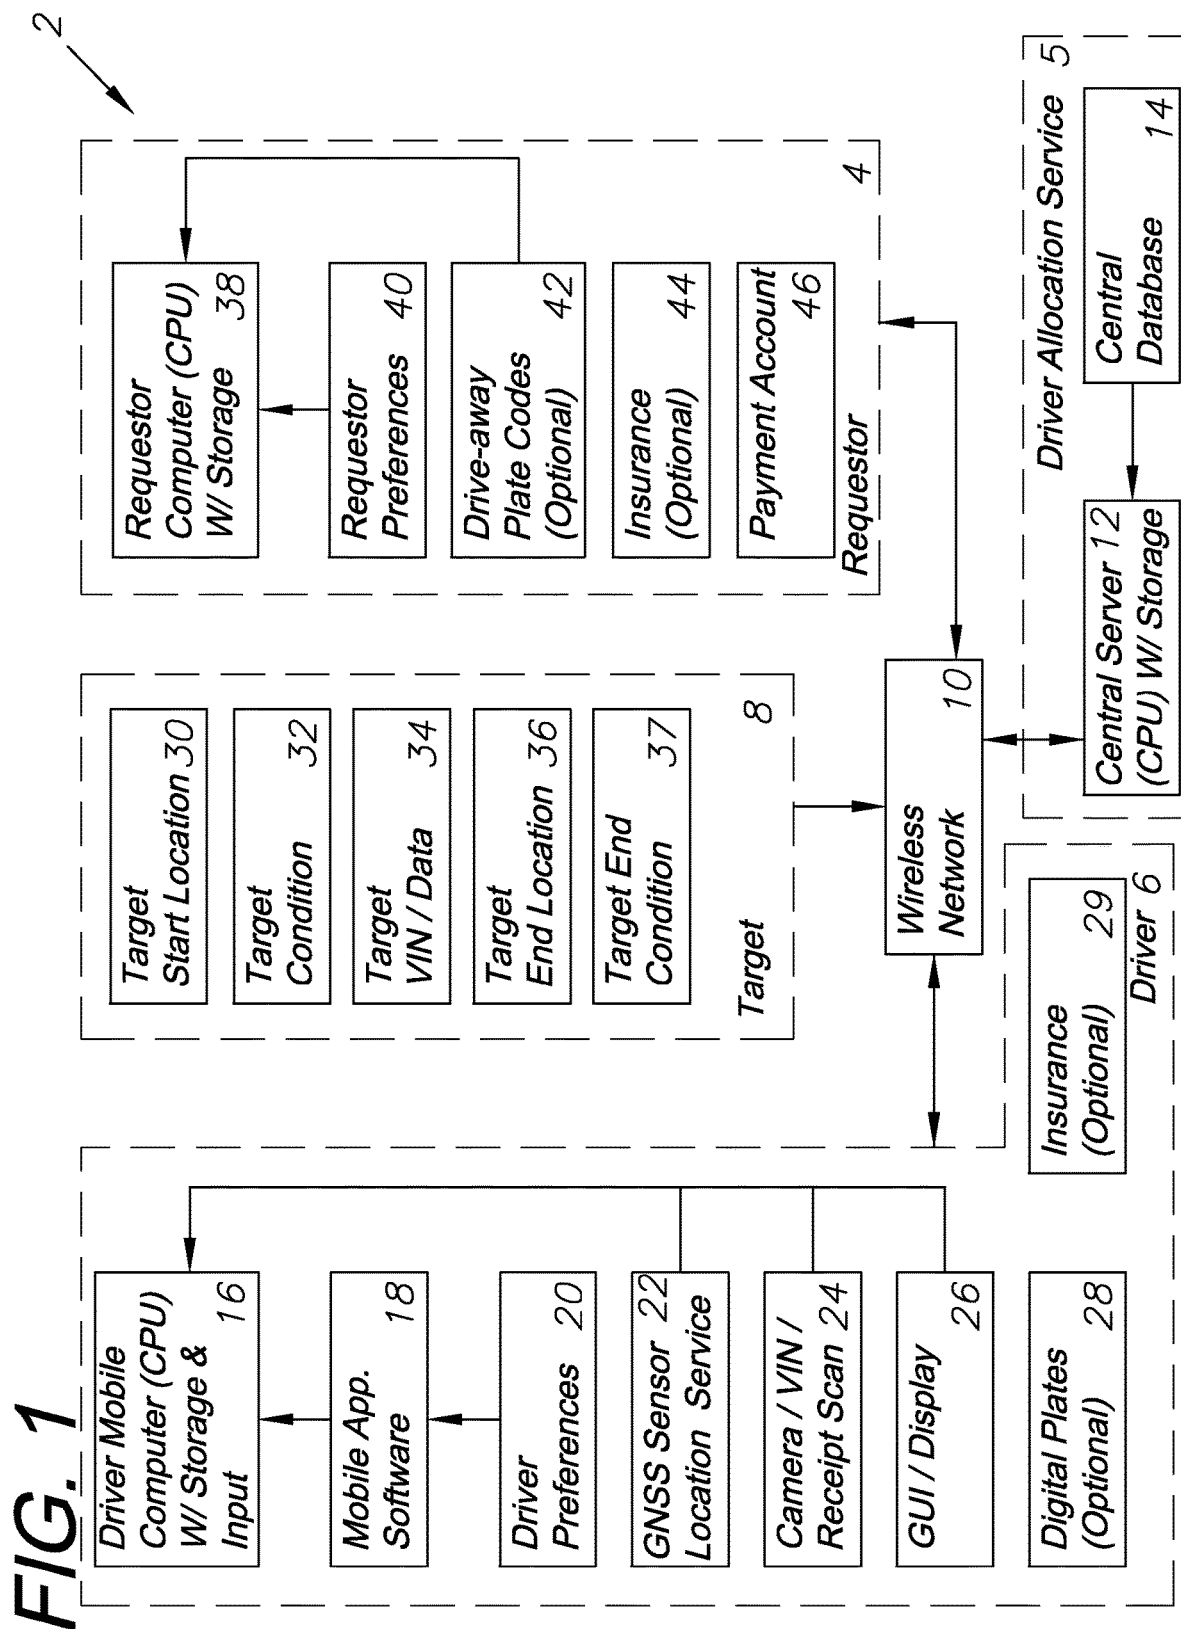 FIG. 1
2
Driver Mobile
Computer (CPU)
W/ Storage &
Input 16
Mobile App.
Software 18
Driver
Preferences 20
GNSS Sensor 22
Location Service
Camera / VIN /
Receipt Scan 24
GUI / Display
26
Digital Plates
(Optional) 28
Insurance
(Optional) 29
Driver 6
Target
Start Location 30
Target
Condition 32
Target
VIN / Data 34
Target
End Location 36
Target End
Condition 37
Target 8
Requestor
Computer (CPU)
W/ Storage 38
Requestor
Preferences 40
Drive-away
Plate Codes
(Optional) 42
Insurance
(Optional) 44
Payment Account
46
Requestor 4
Wireless
Network 10
Driver Allocation Service 5
Central Server 12
(CPU) W/ Storage
Central
Database 14